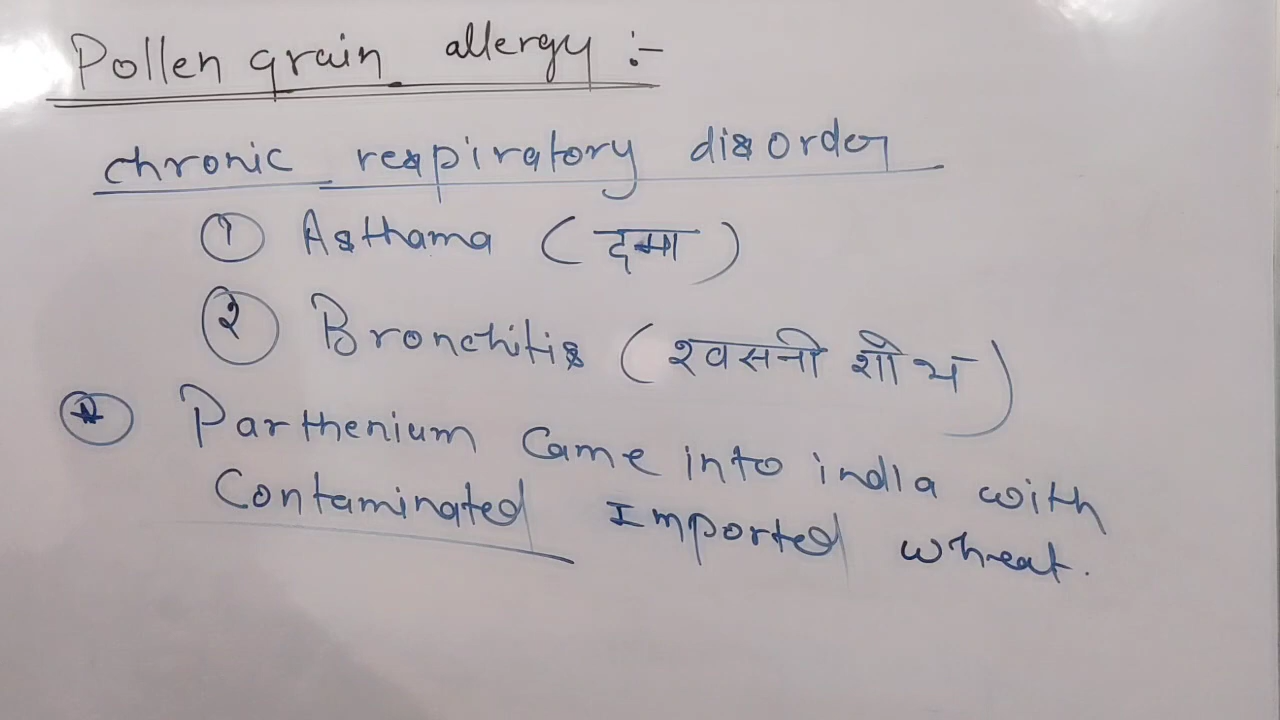 Pollen grain allergy :-
chronic respiratory disorder
① Asthama (दमा)
② Bronchitis (श्वसनी शोथ)
★ Parthenium Came into india with
Contaminated Imported wheat.